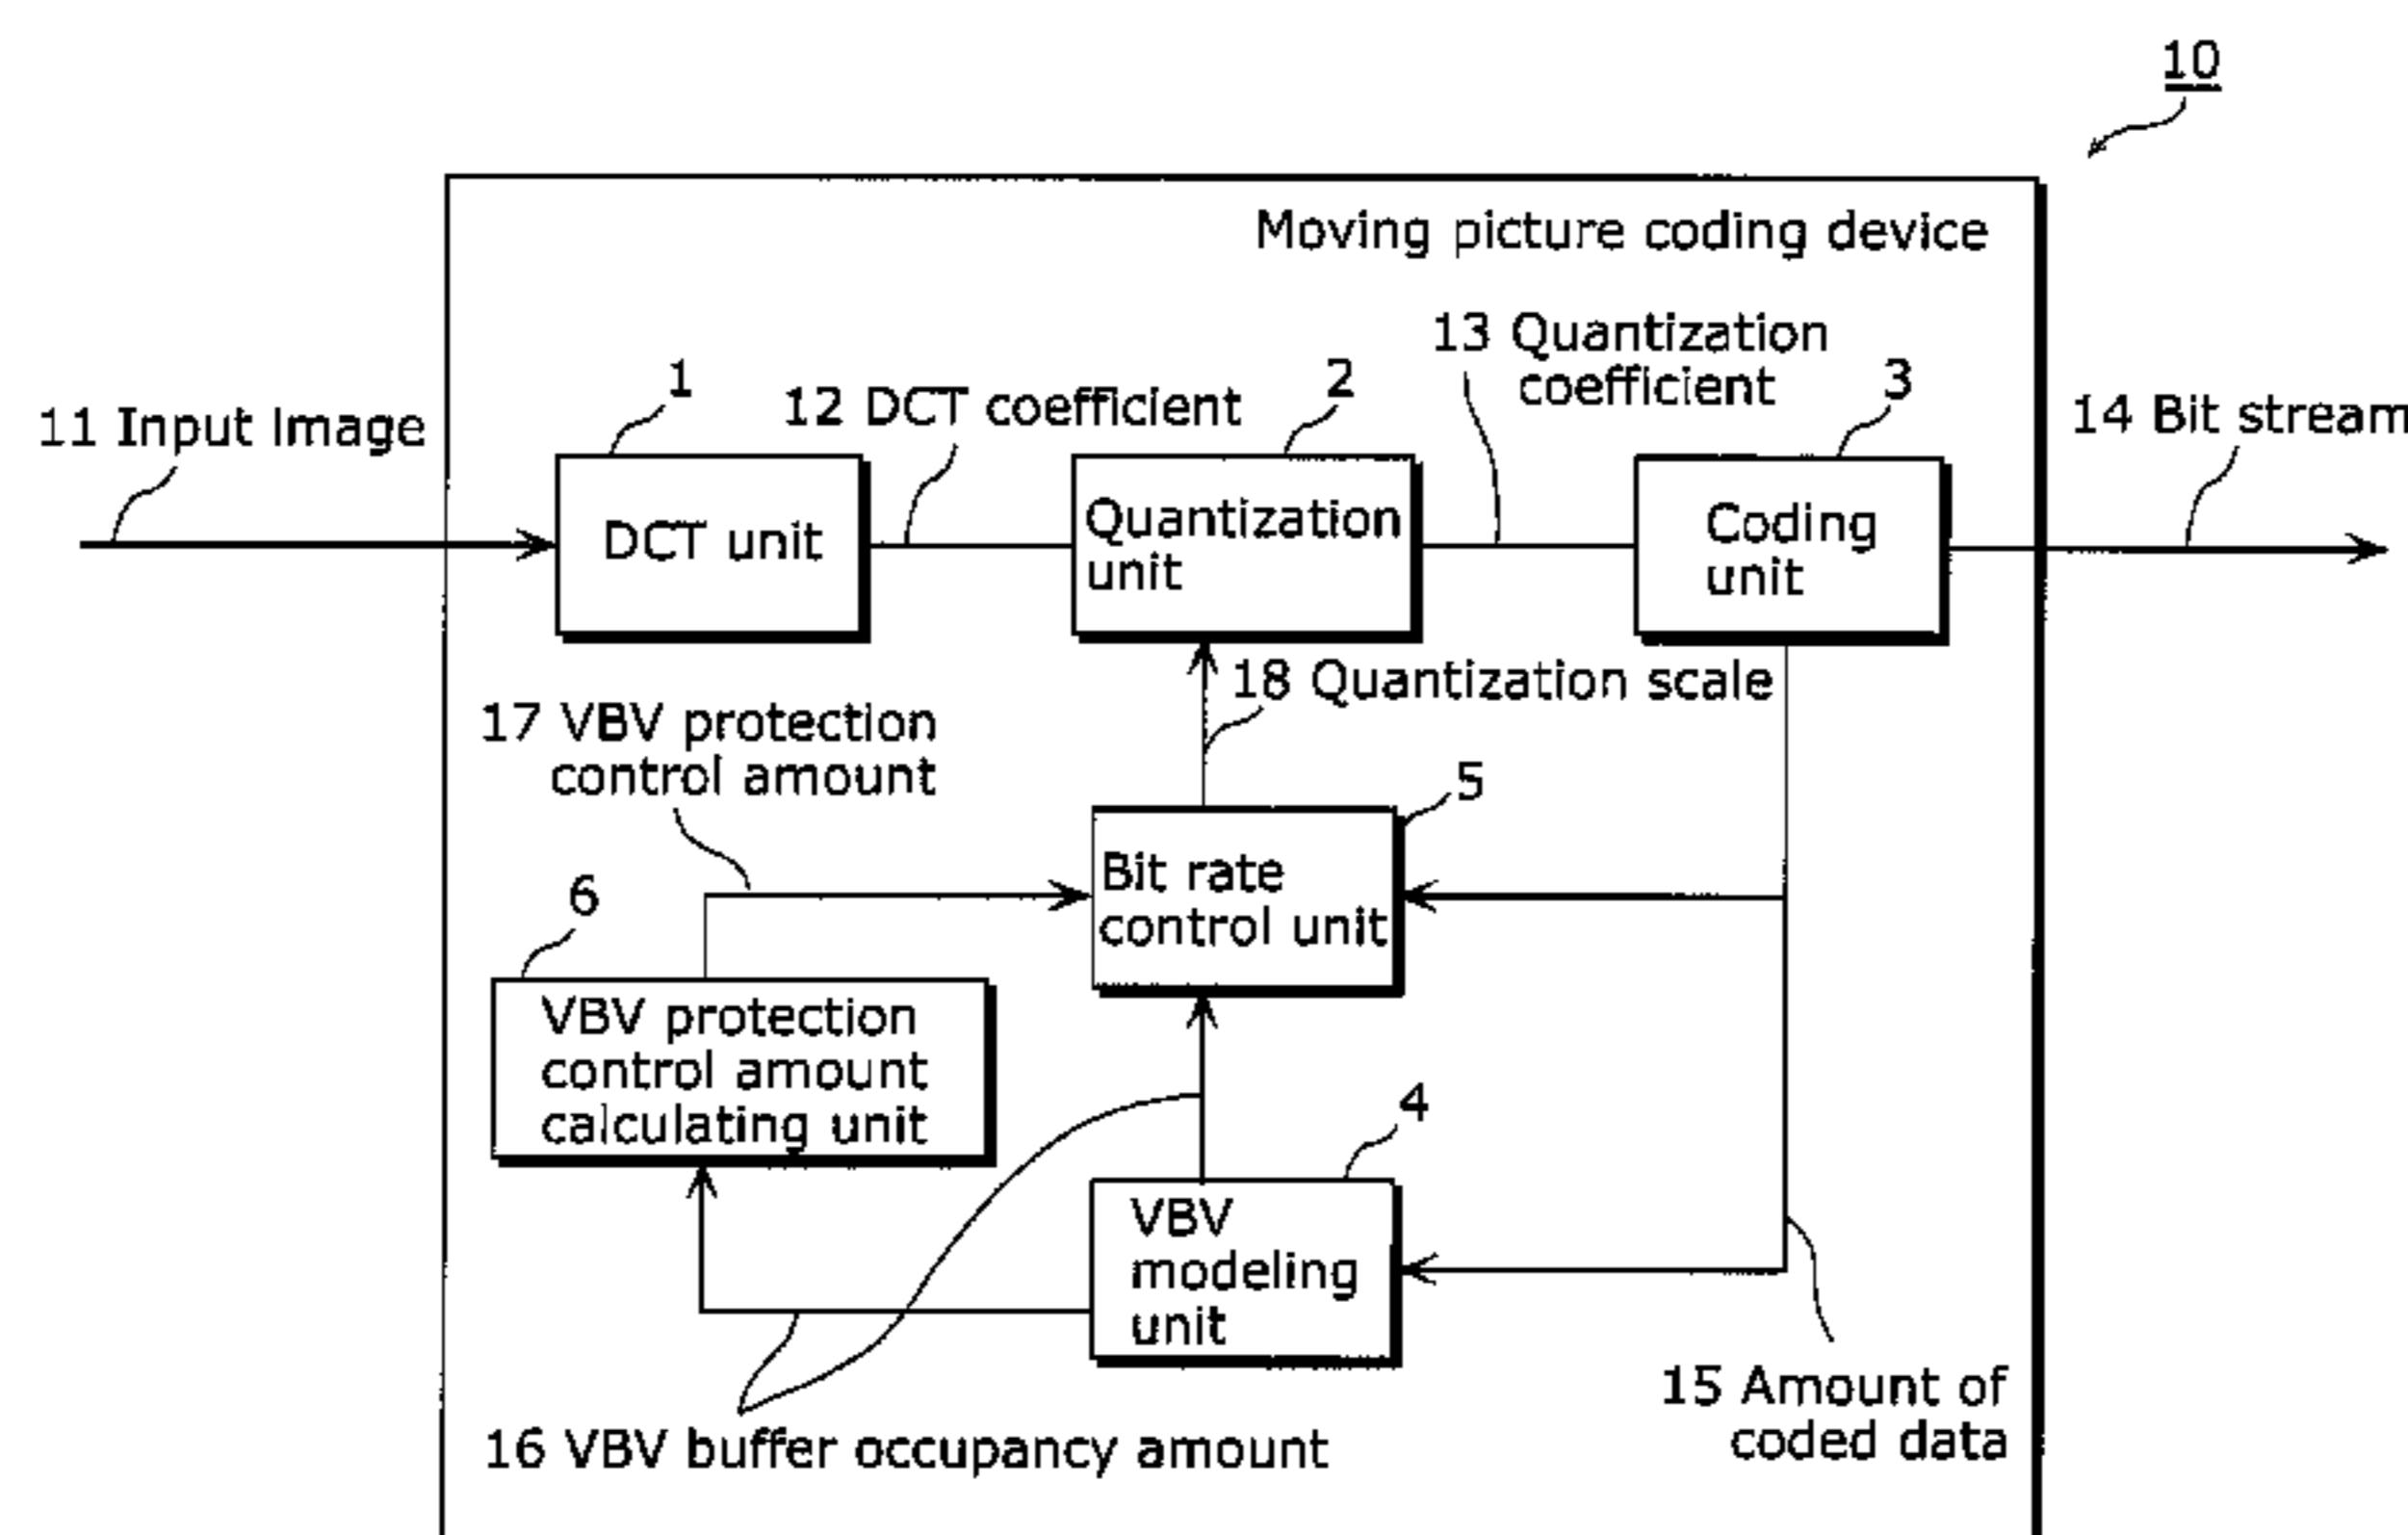 10
Moving picture coding device
13 Quantization
coefficient
1
12 DCT coefficient
2
3
11 Input Image
14 Bit stream
DCT unit
Quantization
unit
Coding
unit
18 Quantization scale
17 VBV protection
control amount
5
Bit rate
control unit
6
VBV protection
control amount
calculating unit
4
VBV
modeling
unit
15 Amount of
coded data
16 VBV buffer occupancy amount